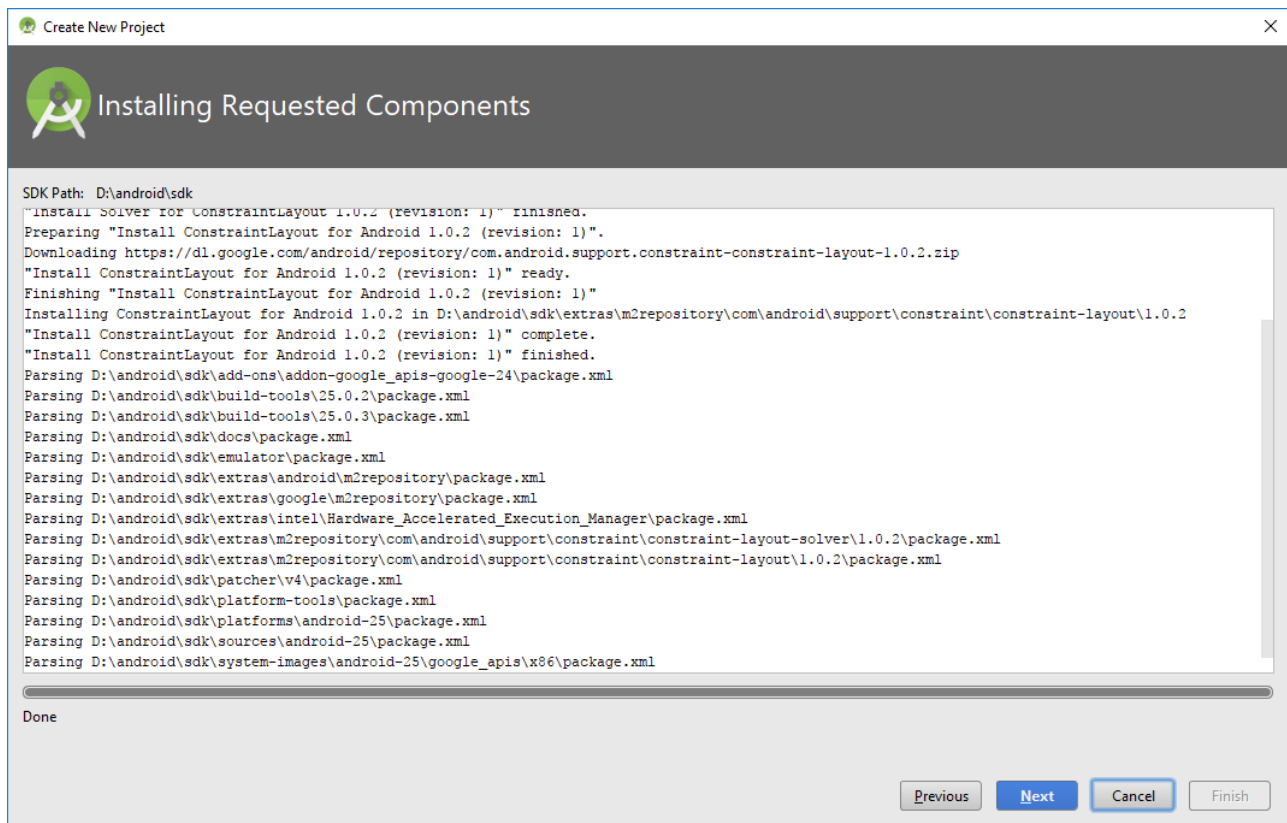 Create New Project
Installing Requested Components
SDK Path: D:\android\sdk
"Install Solver for ConstraintLayout 1.0.2 (revision: 1)" finished.
Preparing "Install ConstraintLayout for Android 1.0.2 (revision: 1)".
Downloading https://dl.google.com/android/repository/com.android.support.constraint-constraint-layout-1.0.2.zip
"Install ConstraintLayout for Android 1.0.2 (revision: 1)" ready.
Finishing "Install ConstraintLayout for Android 1.0.2 (revision: 1)"
Installing ConstraintLayout for Android 1.0.2 in D:\android\sdk\extras\m2repository\com\android\support\constraint\constraint-layout\1.0.2
"Install ConstraintLayout for Android 1.0.2 (revision: 1)" complete.
"Install ConstraintLayout for Android 1.0.2 (revision: 1)" finished.
Parsing D:\android\sdk\add-ons\addon-google_apis-google-24\package.xml
Parsing D:\android\sdk\build-tools\25.0.2\package.xml
Parsing D:\android\sdk\build-tools\25.0.3\package.xml
Parsing D:\android\sdk\docs\package.xml
Parsing D:\android\sdk\emulator\package.xml
Parsing D:\android\sdk\extras\android\m2repository\package.xml
Parsing D:\android\sdk\extras\google\m2repository\package.xml
Parsing D:\android\sdk\extras\intel\Hardware_Accelerated_Execution_Manager\package.xml
Parsing D:\android\sdk\extras\m2repository\com\android\support\constraint\constraint-layout-solver\1.0.2\package.xml
Parsing D:\android\sdk\extras\m2repository\com\android\support\constraint\constraint-layout\1.0.2\package.xml
Parsing D:\android\sdk\patcher\v4\package.xml
Parsing D:\android\sdk\platform-tools\package.xml
Parsing D:\android\sdk\platforms\android-25\package.xml
Parsing D:\android\sdk\sources\android-25\package.xml
Parsing D:\android\sdk\system-images\android-25\google_apis\x86\package.xml
Done
Previous Next Cancel Finish